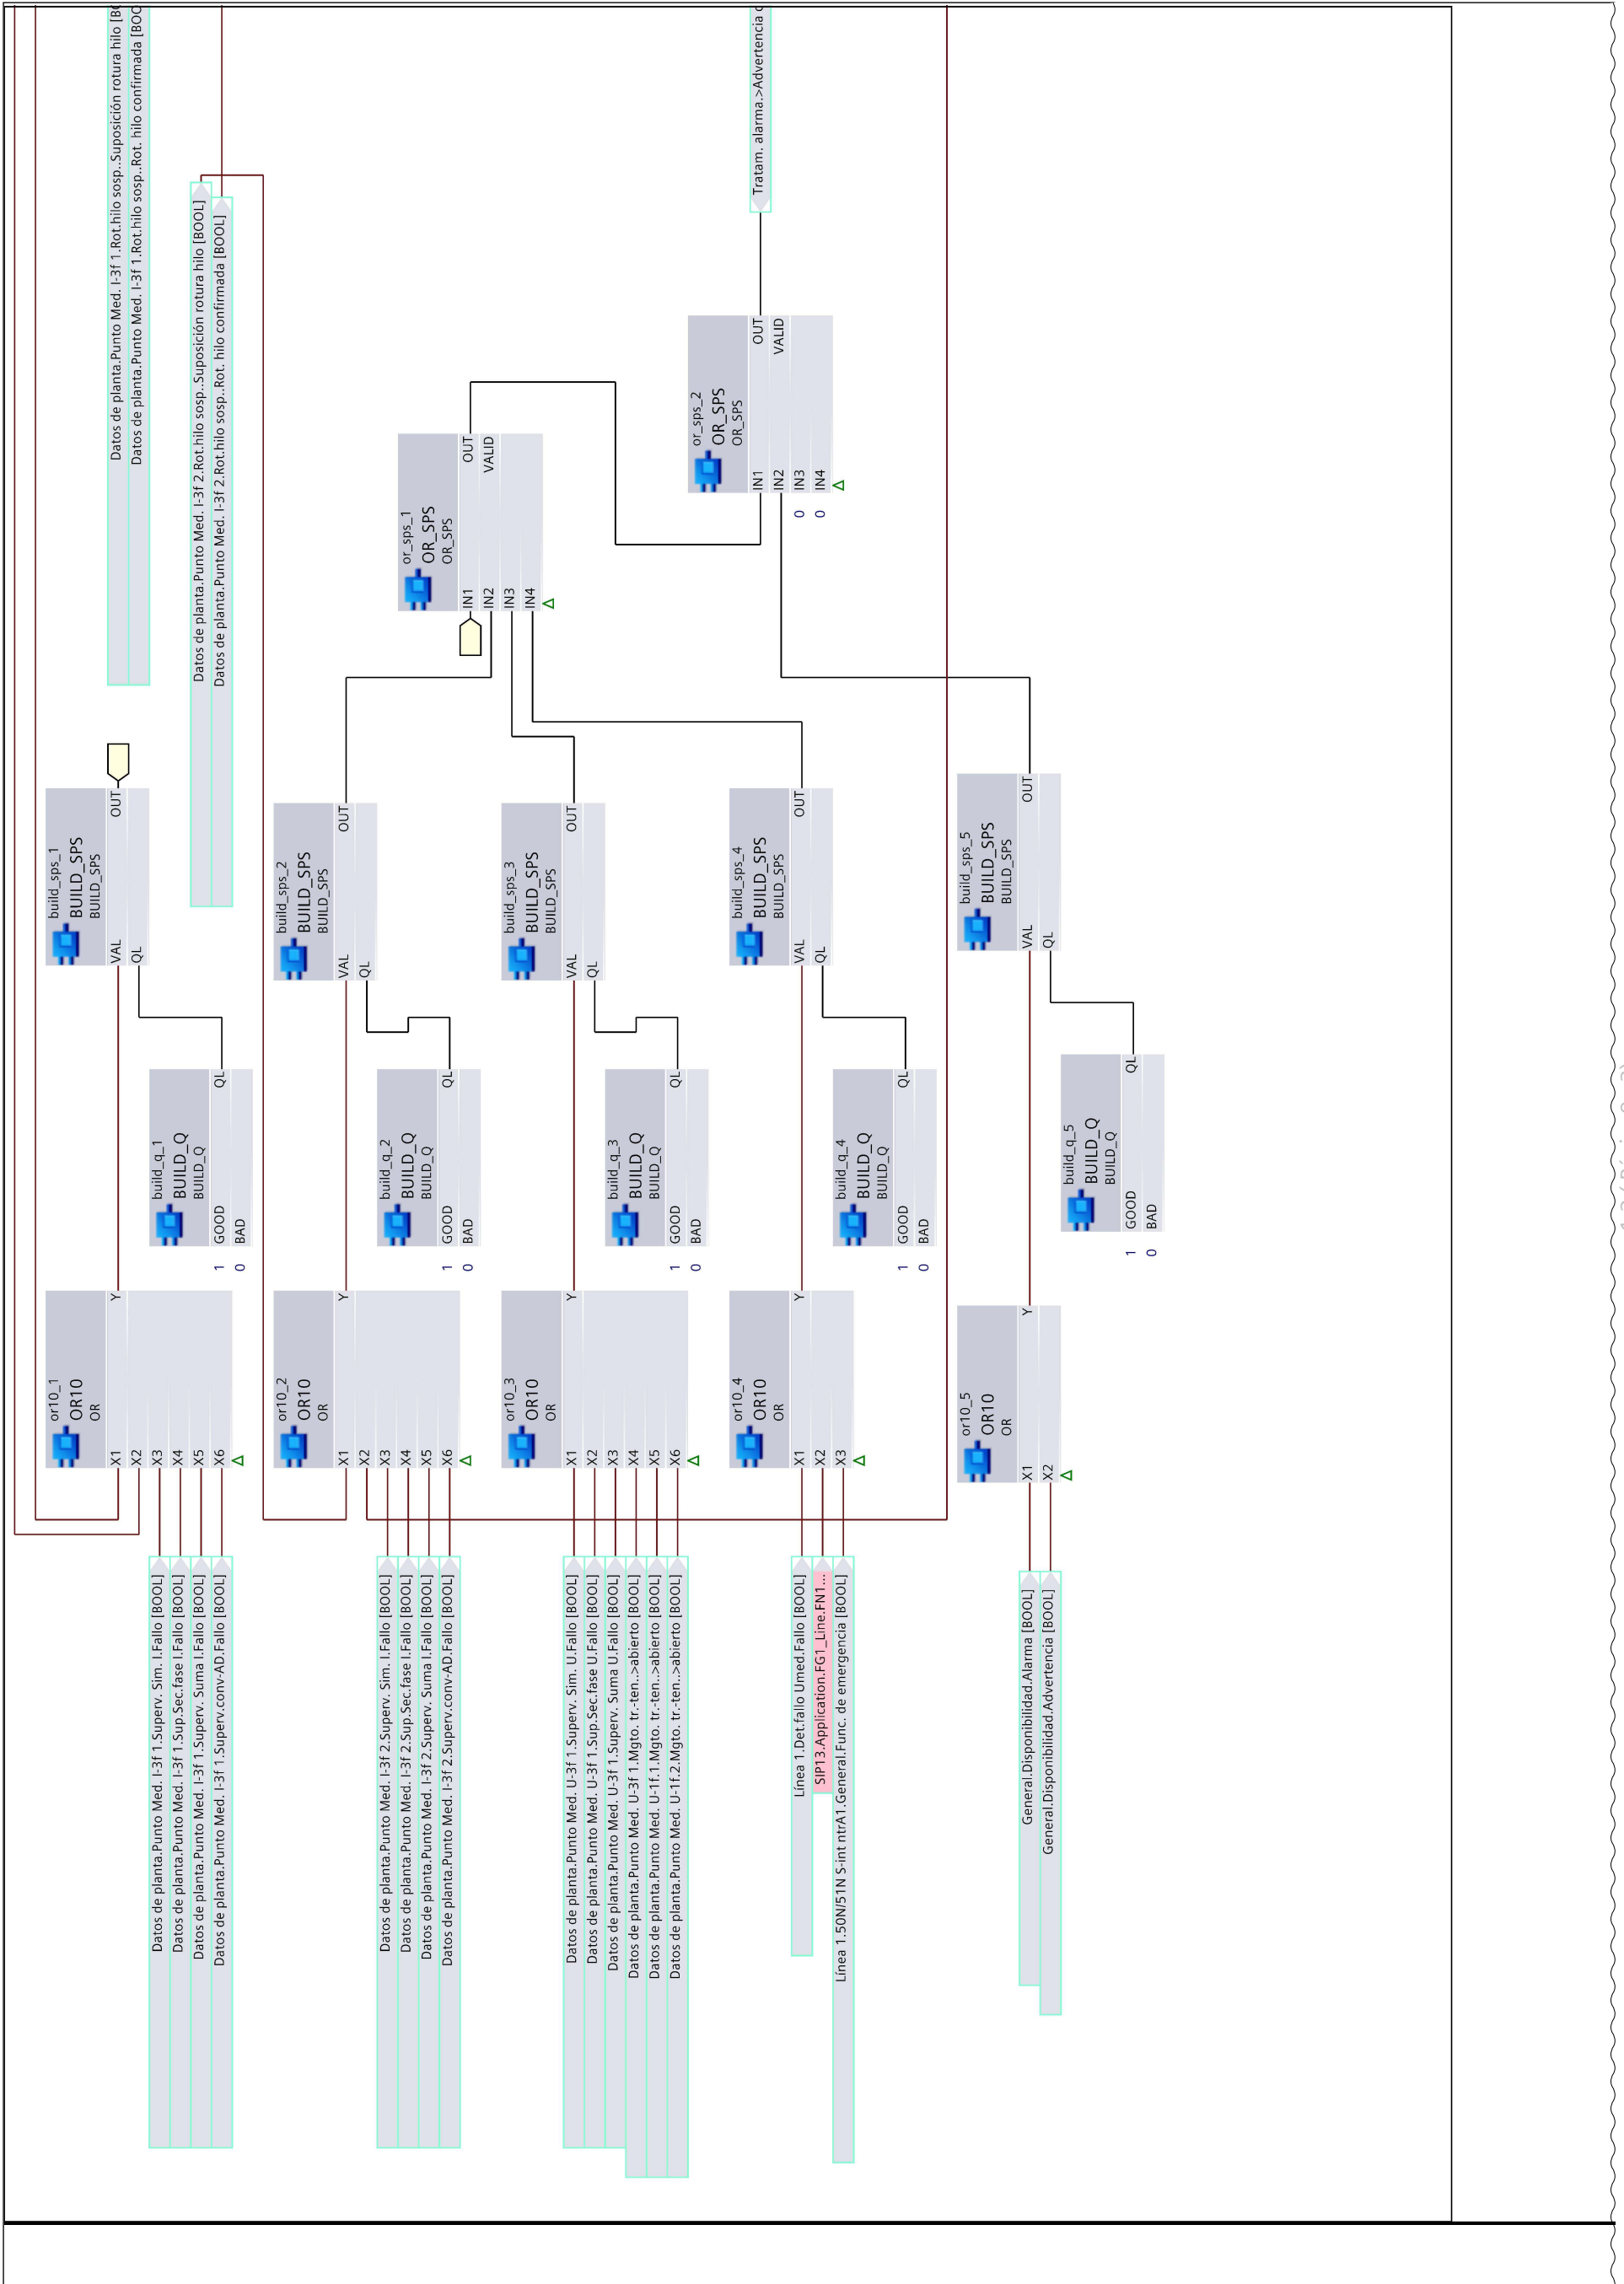 Datos de planta.Punto Med. I-3f 1.Rot.hilo sosp..Suposición rotura hilo
Datos de planta.Punto Med. I-3f 1.Rot.hilo sosp..Rot. hilo confirmada
Datos de planta.Punto Med. I-3f 2.Rot.hilo sosp..Suposición rotura hilo [BOOL]
Datos de planta.Punto Med. I-3f 2.Rot.hilo sosp..Rot. hilo confirmada [BOOL]
Datos de planta.Punto Med. I-3f 1.Superv. Sim. I.Fallo [BOOL]
Datos de planta.Punto Med. I-3f 1.Sup.Sec.fase I.Fallo [BOOL]
Datos de planta.Punto Med. I-3f 1.Superv. Suma I.Fallo [BOOL]
Datos de planta.Punto Med. I-3f 1.Superv.conv-AD.Fallo [BOOL]
or10_1
OR10
OR
X1 Y
X2
X3
X4
X5
X6
build_q_1
BUILD_Q
BUILD_Q
1 GOOD QL
0 BAD
build_sps_1
BUILD_SPS
BUILD_SPS
VAL OUT
QL
Datos de planta.Punto Med. I-3f 2.Superv. Sim. I.Fallo [BOOL]
Datos de planta.Punto Med. I-3f 2.Sup.Sec.fase I.Fallo [BOOL]
Datos de planta.Punto Med. I-3f 2.Superv. Suma I.Fallo [BOOL]
Datos de planta.Punto Med. I-3f 2.Superv.conv-AD.Fallo [BOOL]
or10_2
OR10
OR
X1 Y
X2
X3
X4
X5
X6
build_q_2
BUILD_Q
BUILD_Q
1 GOOD QL
0 BAD
build_sps_2
BUILD_SPS
BUILD_SPS
VAL OUT
QL
or_sps_1
OR_SPS
OR_SPS
IN1 OUT
IN2 VALID
IN3
IN4
Datos de planta.Punto Med. U-3f 1.Superv. Sim. U.Fallo [BOOL]
Datos de planta.Punto Med. U-3f 1.Sup.Sec.fase U.Fallo [BOOL]
Datos de planta.Punto Med. U-3f 1.Superv. Suma U.Fallo [BOOL]
Datos de planta.Punto Med. U-3f 1.Mgto. tr.-ten..>abierto [BOOL]
Datos de planta.Punto Med. U-1f.1.Mgto. tr.-ten..>abierto [BOOL]
Datos de planta.Punto Med. U-1f.2.Mgto. tr.-ten..>abierto [BOOL]
or10_3
OR10
OR
X1 Y
X2
X3
X4
X5
X6
build_q_3
BUILD_Q
BUILD_Q
1 GOOD QL
0 BAD
build_sps_3
BUILD_SPS
BUILD_SPS
VAL OUT
QL
or_sps_2
OR_SPS
OR_SPS
IN1 OUT
IN2 VALID
0 IN3
0 IN4
Tratam. alarma.>Advertencia
Línea 1.Det.fallo Umed.Fallo [BOOL]
SIP13.Application.FG1_Line.FN1...
Línea 1.50N/51N S-int ntrA1.General.Func. de emergencia [BOOL]
or10_4
OR10
OR
X1 Y
X2
X3
build_q_4
BUILD_Q
BUILD_Q
1 GOOD QL
0 BAD
build_sps_4
BUILD_SPS
BUILD_SPS
VAL OUT
QL
General.Disponibilidad.Alarma [BOOL]
General.Disponibilidad.Advertencia [BOOL]
or10_5
OR10
OR
X1 Y
X2
build_q_5
BUILD_Q
BUILD_Q
1 GOOD QL
0 BAD
build_sps_5
BUILD_SPS
BUILD_SPS
VAL OUT
QL